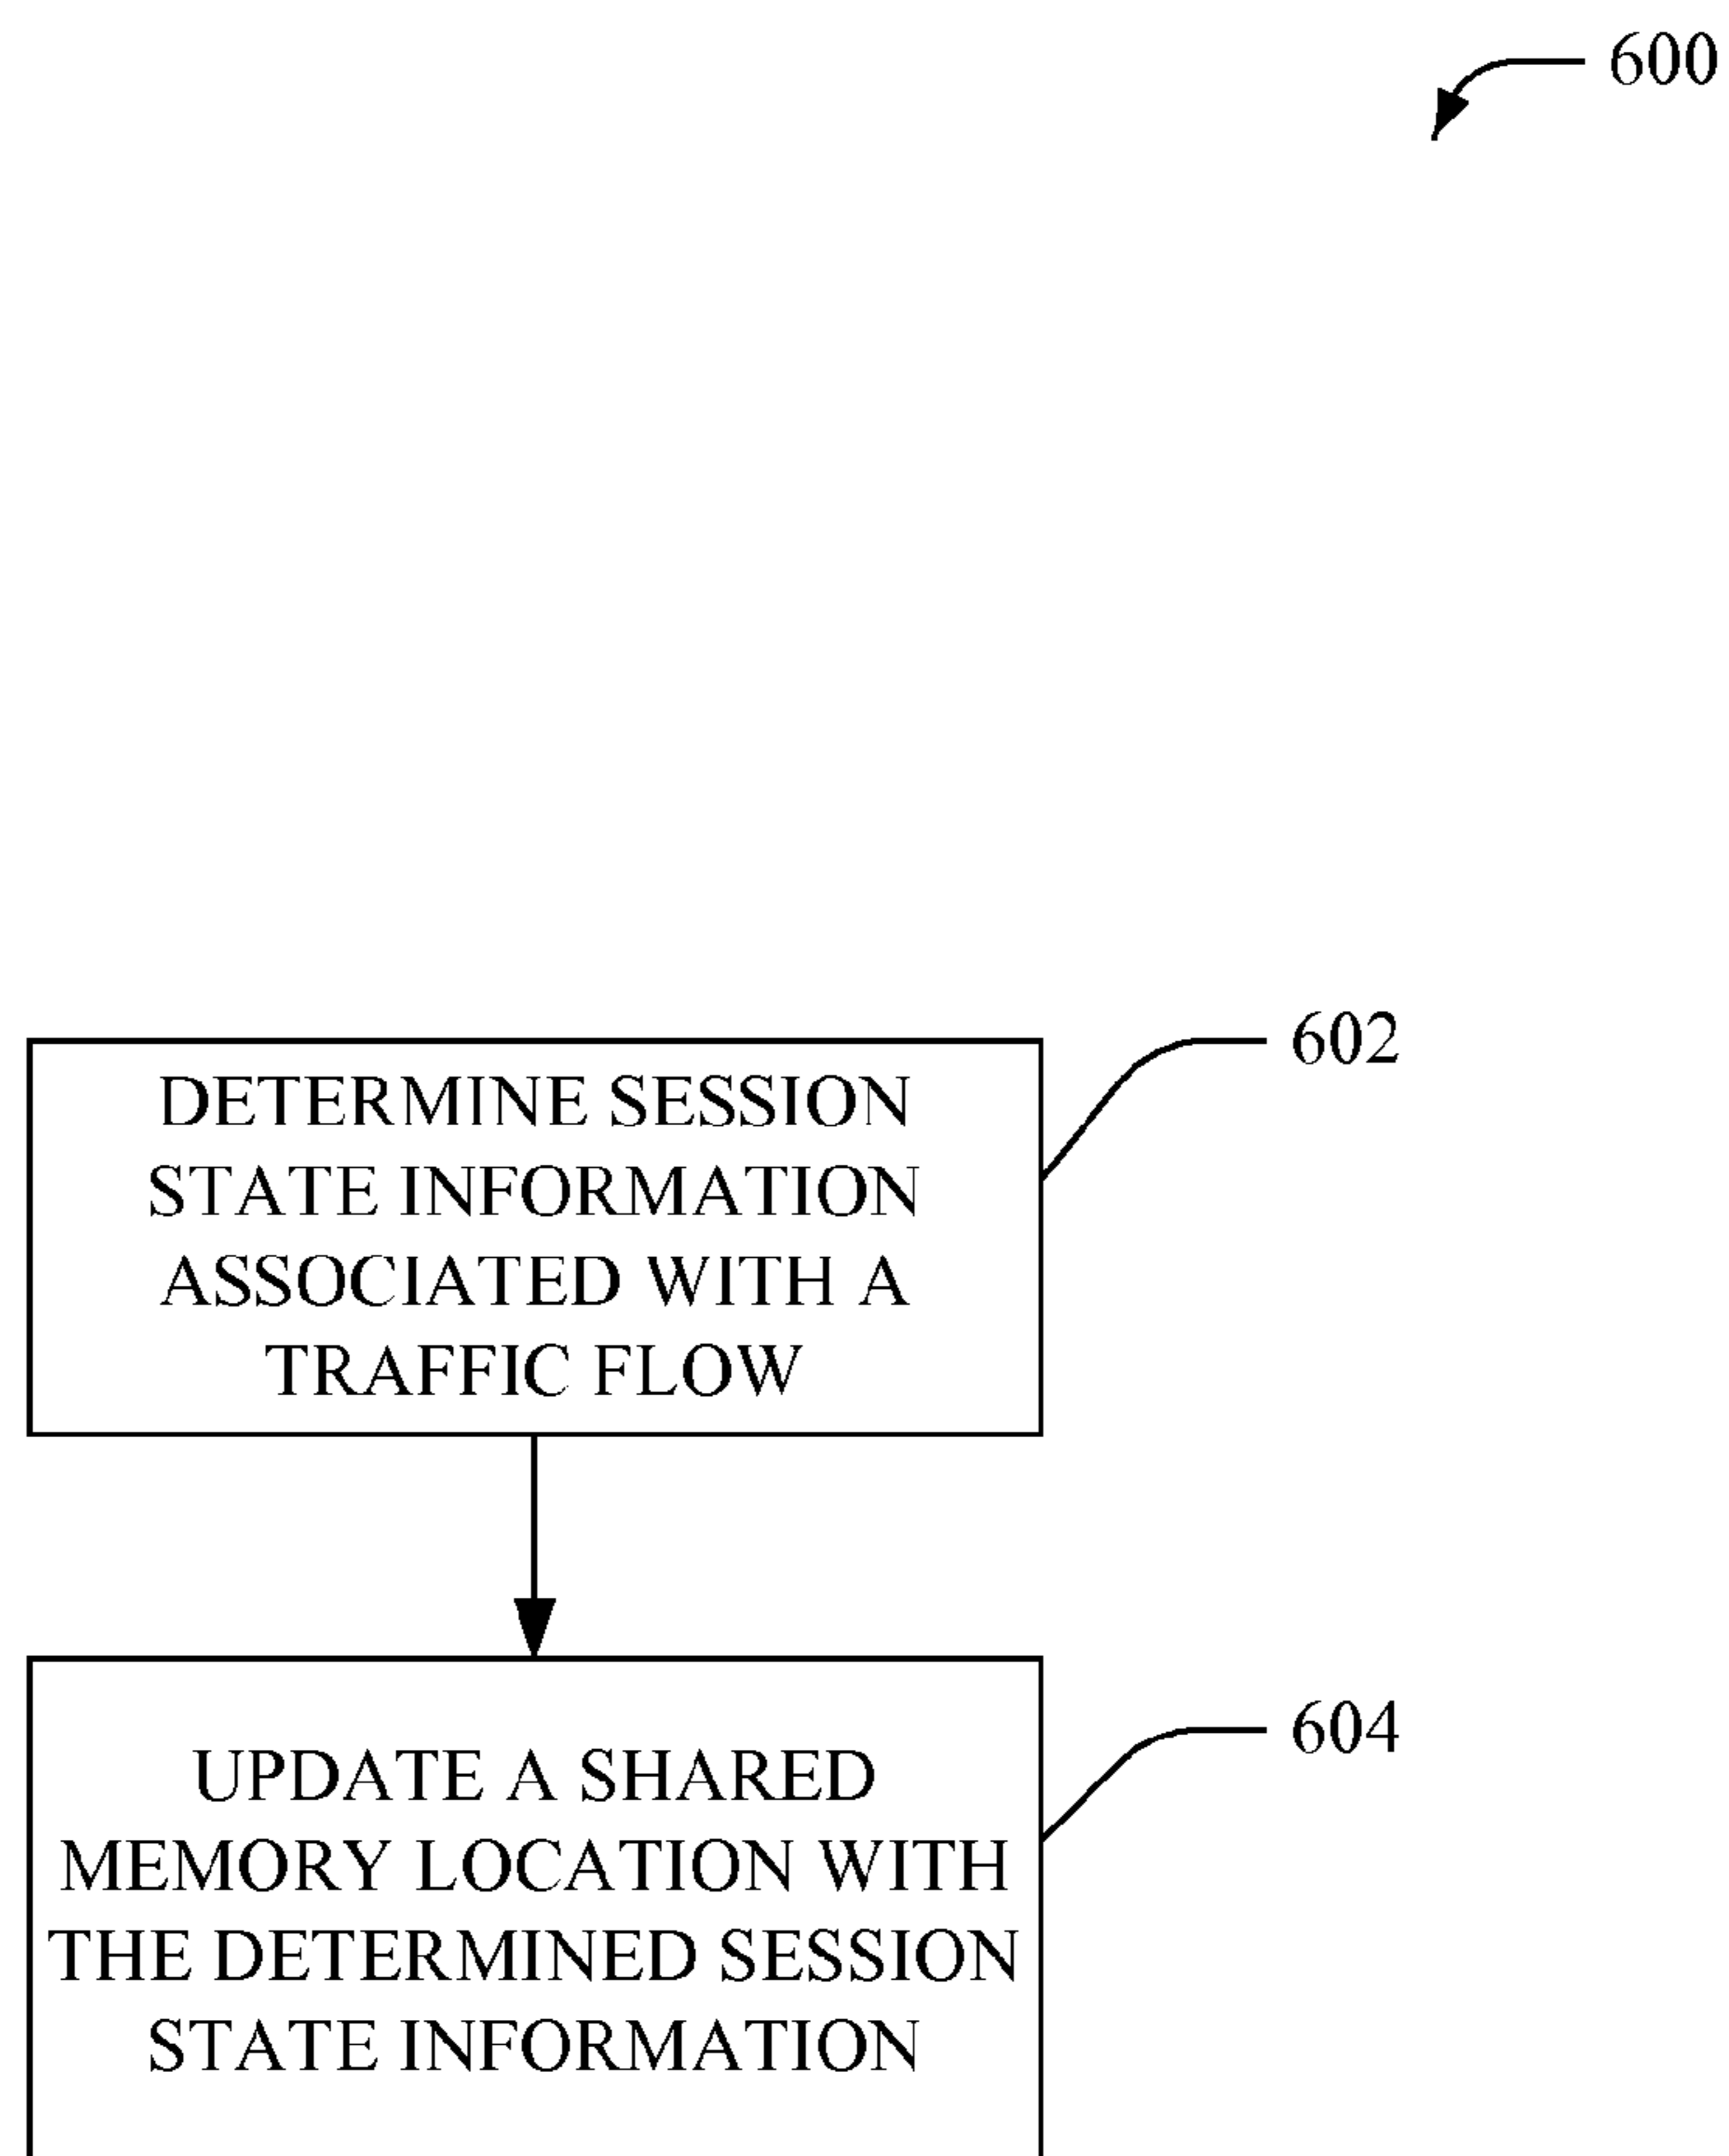 600
602
DETERMINE SESSION
STATE INFORMATION
ASSOCIATED WITH A
TRAFFIC FLOW
604
UPDATE A SHARED
MEMORY LOCATION WITH
THE DETERMINED SESSION
STATE INFORMATION